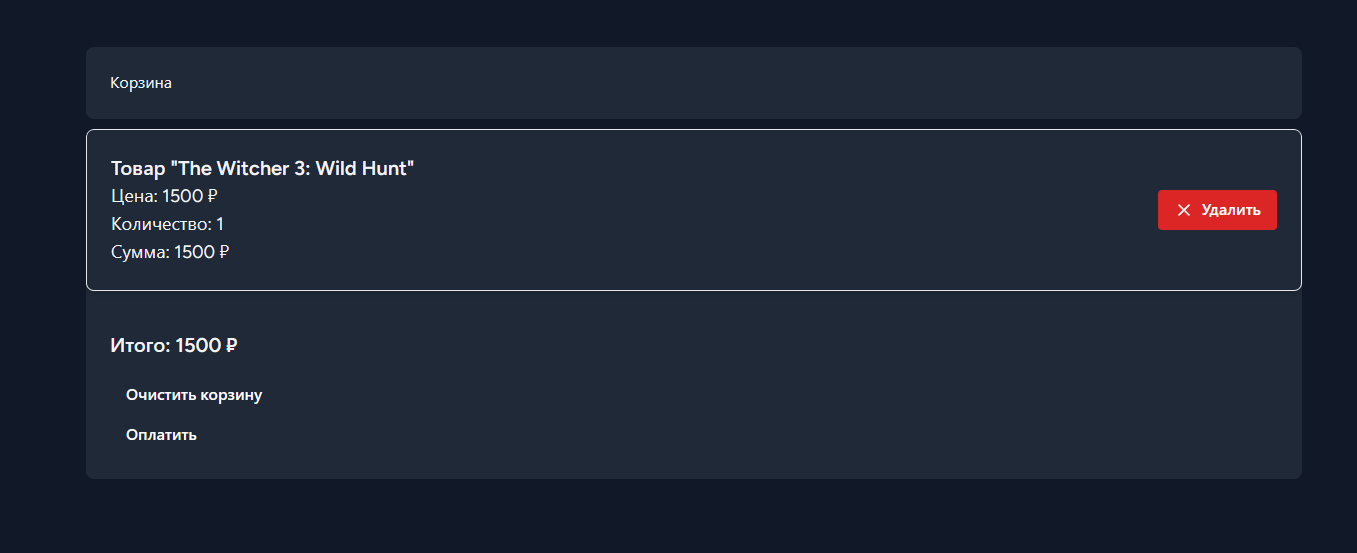 Корзина
Товар "The Witcher 3: Wild Hunt"
Цена: 1500 ₽
Количество: 1
Сумма: 1500 ₽
Удалить
Итого: 1500 ₽
Очистить корзину
Оплатить